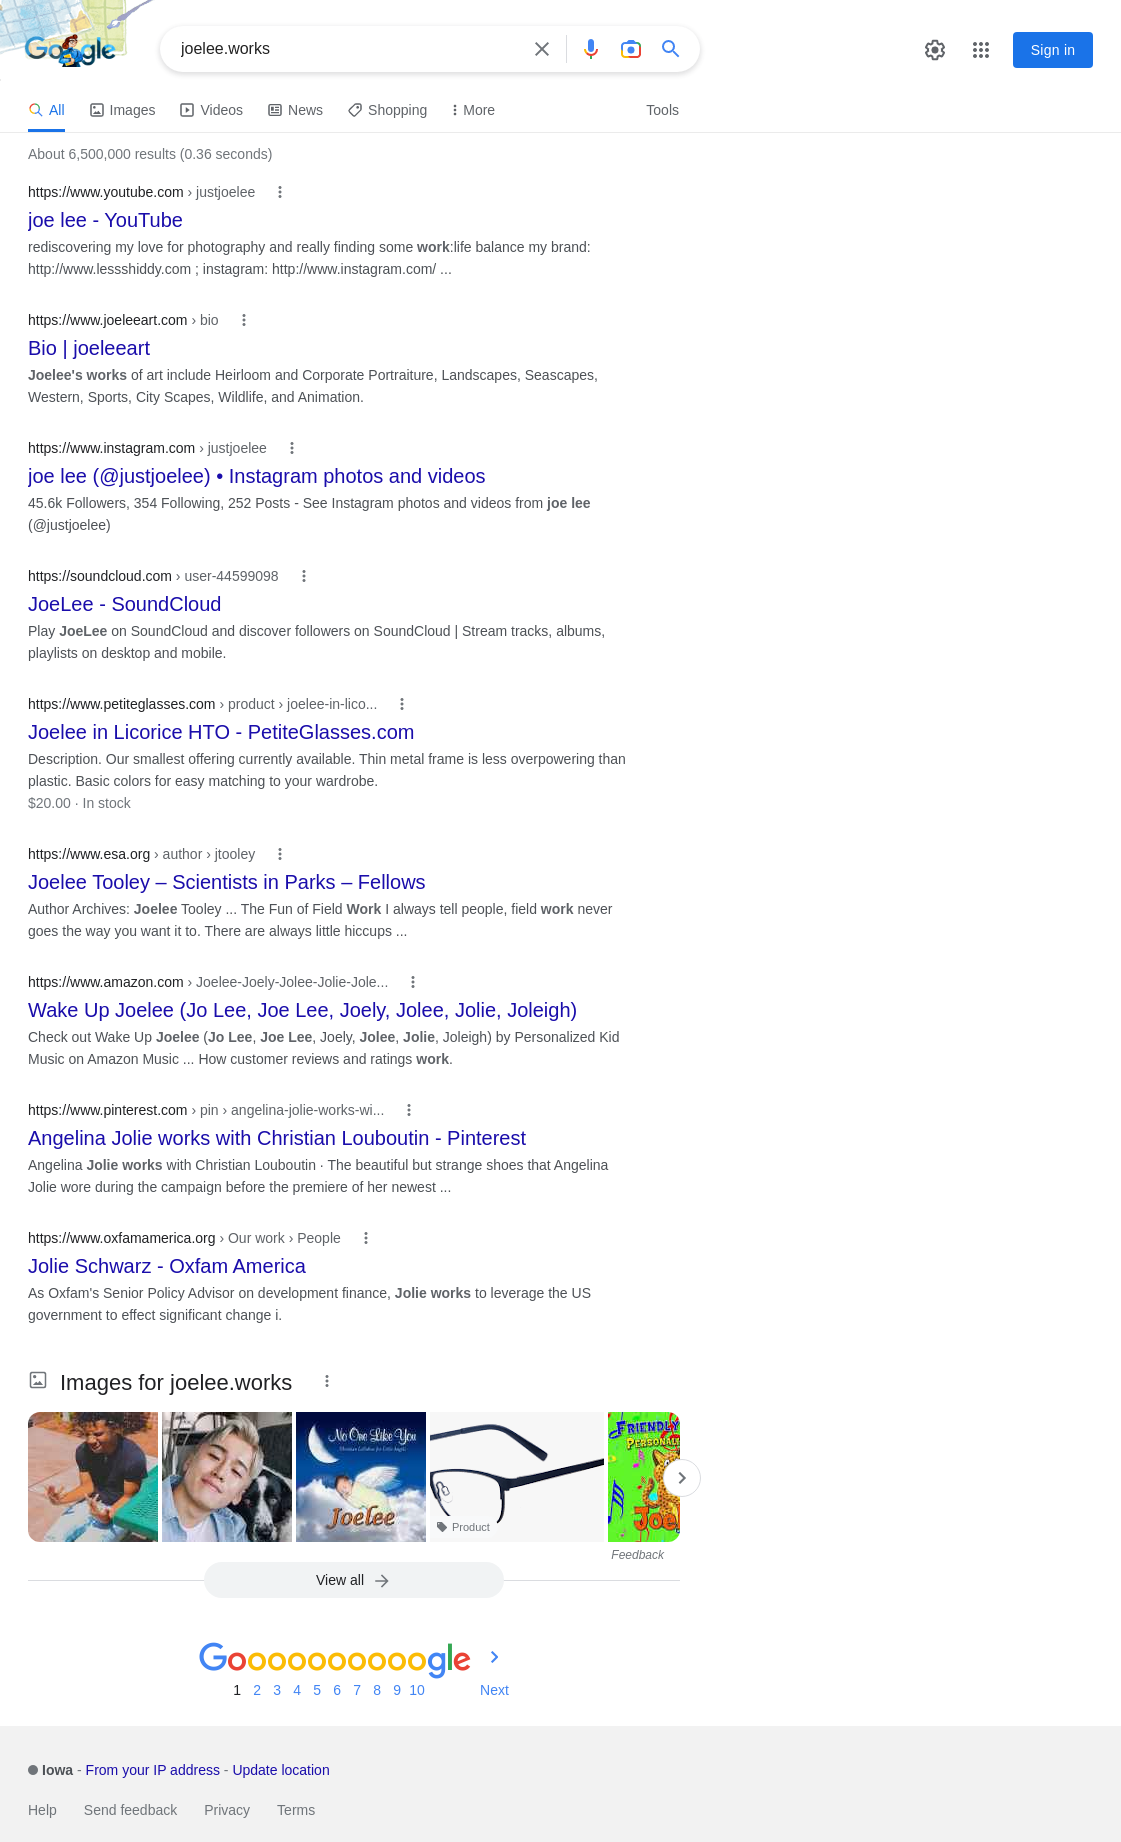 Google
joelee.works
Sign in
All
Images
Videos
News
Shopping
More
Tools
About 6,500,000 results (0.36 seconds)
https://www.youtube.com › justjoelee
joe lee - YouTube
rediscovering my love for photography and really finding some work:life balance my brand:
http://www.lessshiddy.com ; instagram: http://www.instagram.com/ ...
https://www.joeleeart.com › bio
Bio | joeleeart
Joelee's works of art include Heirloom and Corporate Portraiture, Landscapes, Seascapes,
Western, Sports, City Scapes, Wildlife, and Animation.
https://www.instagram.com › justjoelee
joe lee (@justjoelee) • Instagram photos and videos
45.6k Followers, 354 Following, 252 Posts - See Instagram photos and videos from joe lee
(@justjoelee)
https://soundcloud.com › user-44599098
JoeLee - SoundCloud
Play JoeLee on SoundCloud and discover followers on SoundCloud | Stream tracks, albums,
playlists on desktop and mobile.
https://www.petiteglasses.com › product › joelee-in-lico...
Joelee in Licorice HTO - PetiteGlasses.com
Description. Our smallest offering currently available. Thin metal frame is less overpowering than
plastic. Basic colors for easy matching to your wardrobe.
$20.00 · In stock
https://www.esa.org › author › jtooley
Joelee Tooley – Scientists in Parks – Fellows
Author Archives: Joelee Tooley ... The Fun of Field Work I always tell people, field work never
goes the way you want it to. There are always little hiccups ...
https://www.amazon.com › Joelee-Joely-Jolee-Jolie-Jole...
Wake Up Joelee (Jo Lee, Joe Lee, Joely, Jolee, Jolie, Joleigh)
Check out Wake Up Joelee (Jo Lee, Joe Lee, Joely, Jolee, Jolie, Joleigh) by Personalized Kid
Music on Amazon Music ... How customer reviews and ratings work.
https://www.pinterest.com › pin › angelina-jolie-works-wi...
Angelina Jolie works with Christian Louboutin - Pinterest
Angelina Jolie works with Christian Louboutin · The beautiful but strange shoes that Angelina
Jolie wore during the campaign before the premiere of her newest ...
https://www.oxfamamerica.org › Our work › People
Jolie Schwarz - Oxfam America
As Oxfam's Senior Policy Advisor on development finance, Jolie works to leverage the US
government to effect significant change i.
Images for joelee.works
No One Like You
Christian Lullabies for Little Angels
Joelee
Product
FRIENDLY
PERSONAL
JOE
Feedback
View all
Goooooooooogle
1 2 3 4 5 6 7 8 9 10 Next
Iowa - From your IP address - Update location
Help
Send feedback
Privacy
Terms